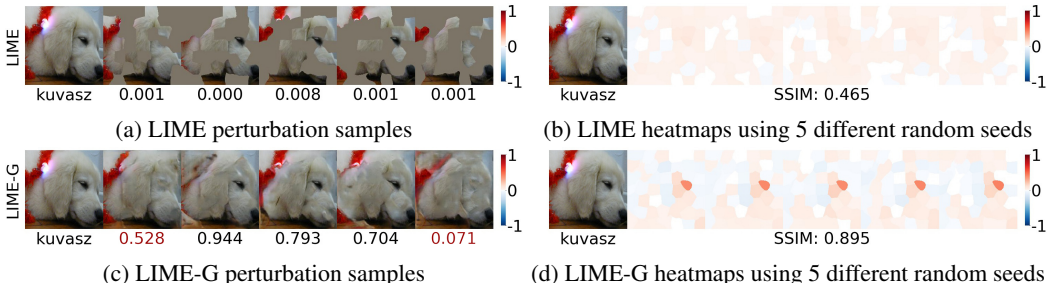 LIME
kuvasz 0.001 0.000 0.008 0.001 0.001
1
0
-1
(a) LIME perturbation samples
kuvasz SSIM: 0.465
1
0
-1
(b) LIME heatmaps using 5 different random seeds
LIME-G
kuvasz 0.528 0.944 0.793 0.704 0.071
1
0
-1
(c) LIME-G perturbation samples
kuvasz SSIM: 0.895
1
0
-1
(d) LIME-G heatmaps using 5 different random seeds